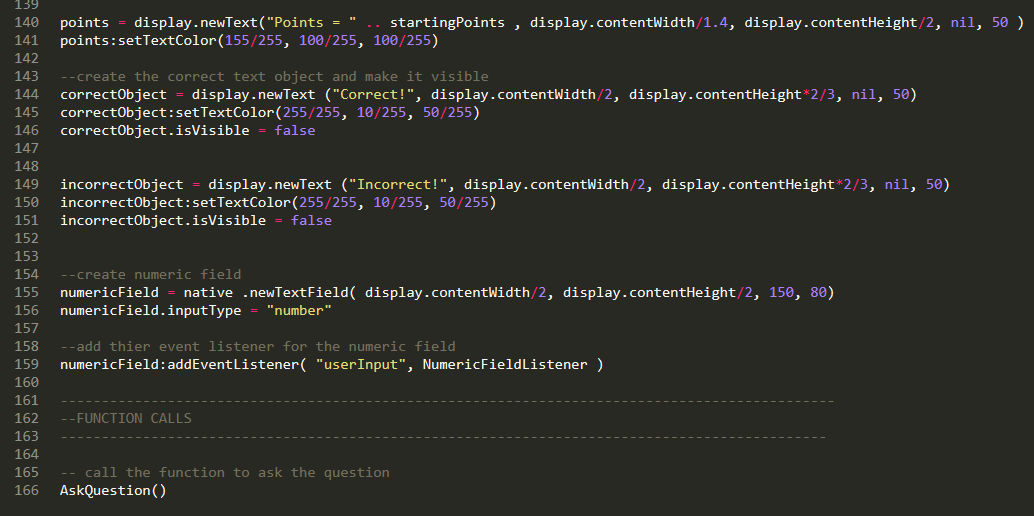 139
140 points = display.newText("Points = " .. startingPoints , display.contentWidth/1.4, display.contentHeight/2, nil, 50 )
141 points:setTextColor(155/255, 100/255, 100/255)
142
143 --create the correct text object and make it visible
144 correctObject = display.newText ("Correct!", display.contentWidth/2, display.contentHeight*2/3, nil, 50)
145 correctObject:setTextColor(255/255, 10/255, 50/255)
146 correctObject.isVisible = false
147
148
149 incorrectObject = display.newText ("Incorrect!", display.contentWidth/2, display.contentHeight*2/3, nil, 50)
150 incorrectObject:setTextColor(255/255, 10/255, 50/255)
151 incorrectObject.isVisible = false
152
153
154 --create numeric field
155 numericField = native .newTextField( display.contentWidth/2, display.contentHeight/2, 150, 80)
156 numericField.inputType = "number"
157
158 --add thier event listener for the numeric field
159 numericField:addEventListener( "userInput", NumericFieldListener )
160
161 ----------------------------------------------------------------------------------------------
162 --FUNCTION CALLS
163 ---------------------------------------------------------------------------------------------
164
165 -- call the function to ask the question
166 AskQuestion()